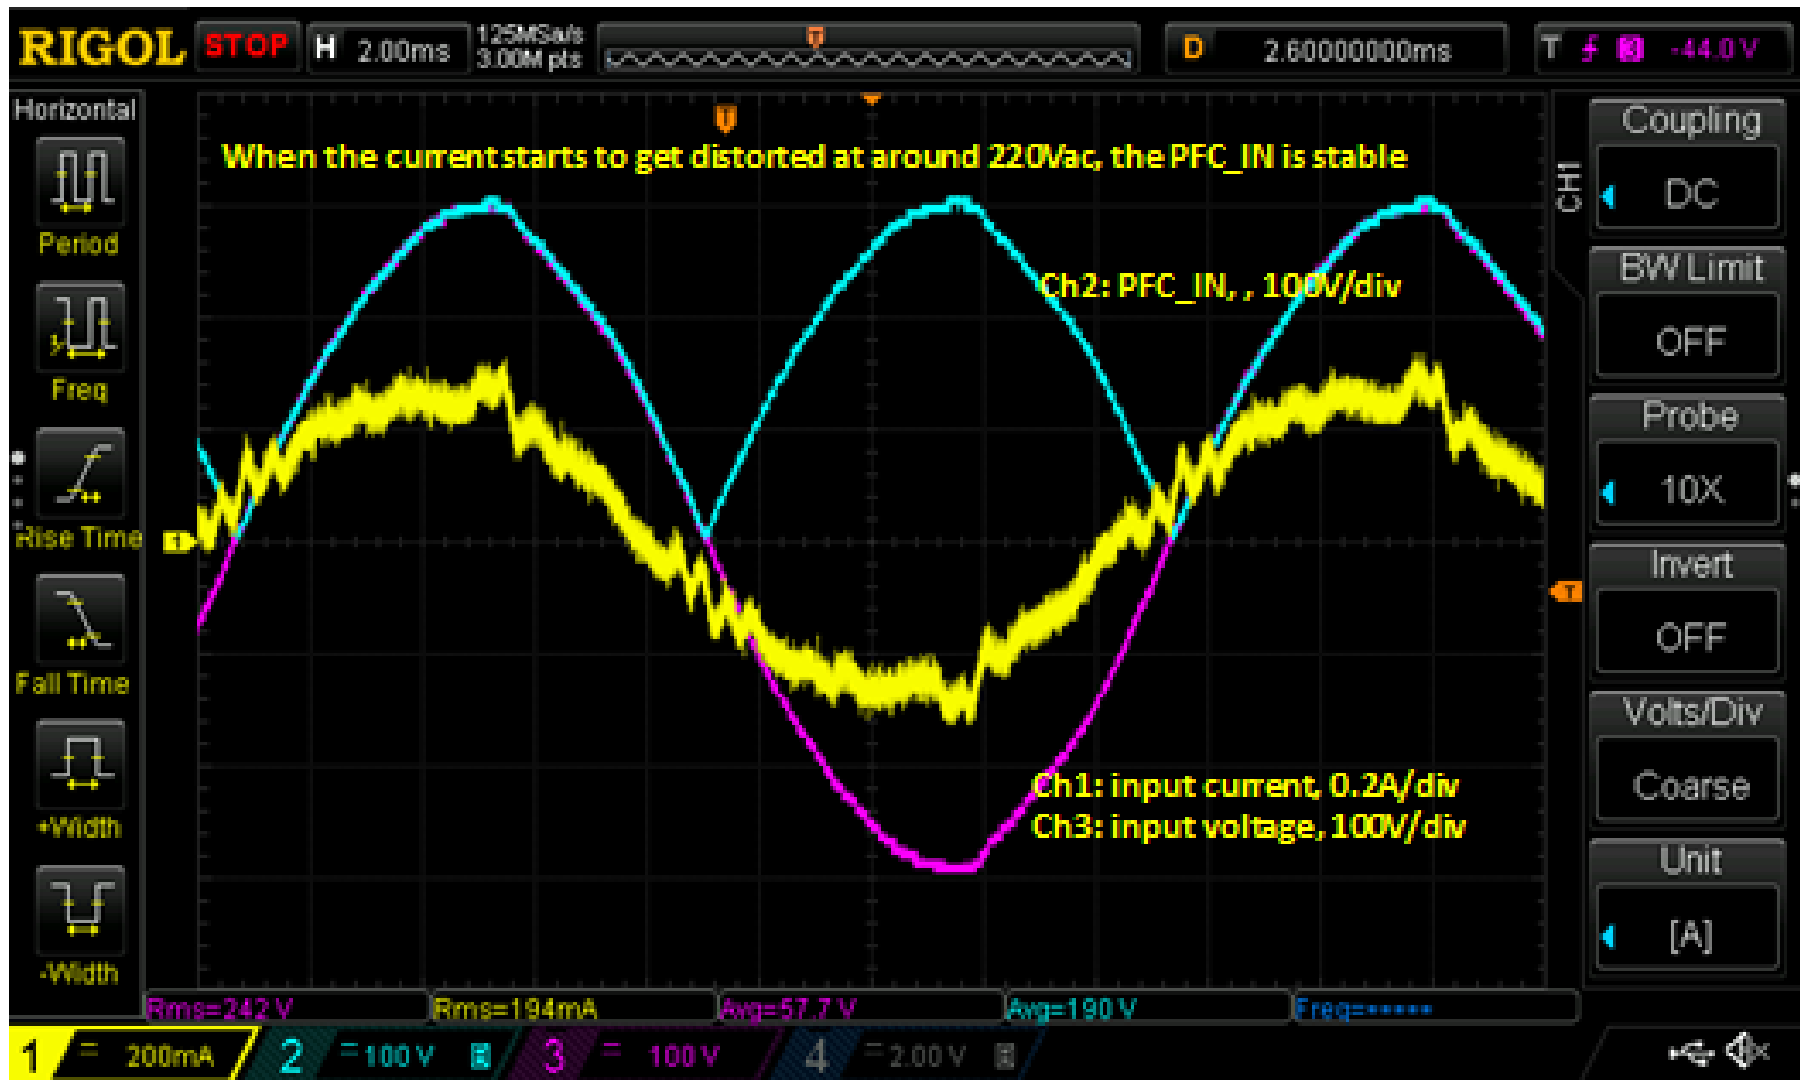 RIGOL STOP H 2.00ms 125MSa/s D 2.60000000ms T 3 -44.0 V
3.00M pts
Horizontal
T
Coupling
When the current starts to get distorted at around 220Vac, the PFC_IN is stable
CH1
DC
Period
BW Limit
Ch2: PFC_IN, , 100V/div
OFF
Freq
Probe
10X
Rise Time
1
Invert
T
OFF
Fall Time
Volts/Div
Ch1: input current, 0.2A/div
Coarse
Ch3: input voltage, 100V/div
+Width
Unit
[A]
-Width
Rms=242 V Rms=194mA Avg=57.7 V Avg=190 V Freq=*****
1 = 200mA 2 = 100 V B 3 = 100 V 4 = 2.00 V B